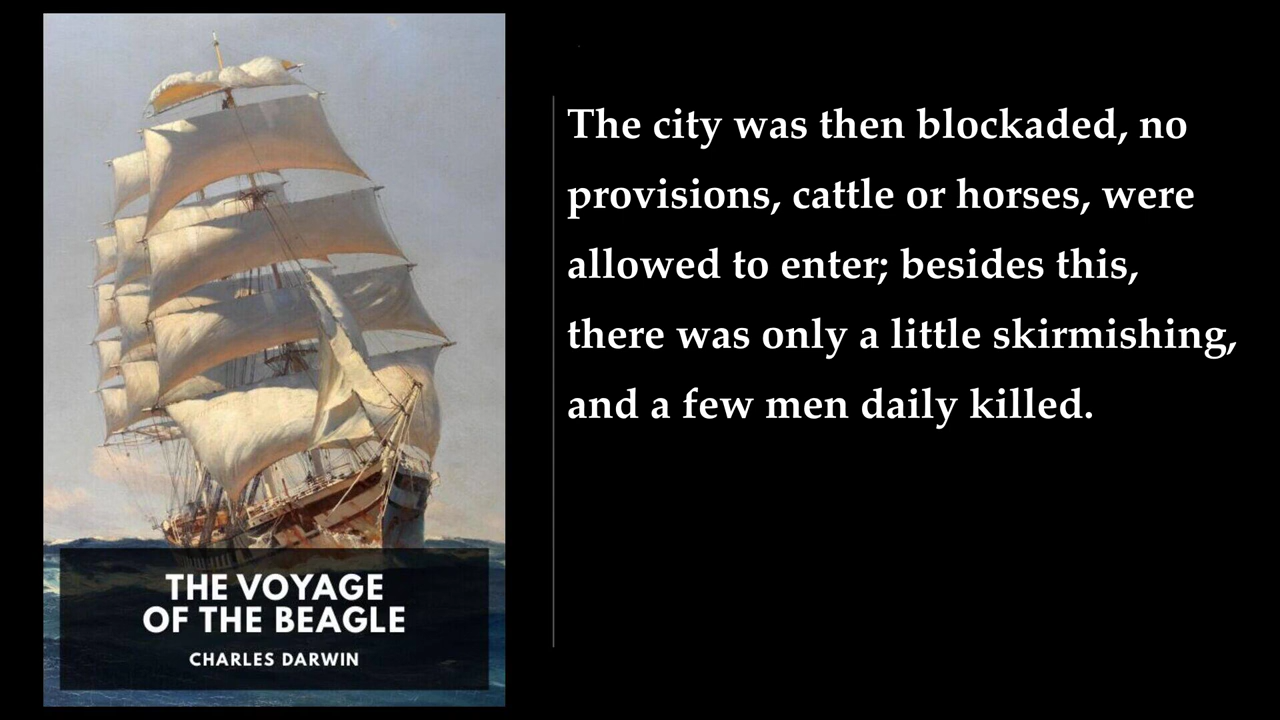 The city was then blockaded, no
provisions, cattle or horses, were
allowed to enter; besides this,
there was only a little skirmishing,
and a few men daily killed.
THE VOYAGE
OF THE BEAGLE
CHARLES DARWIN